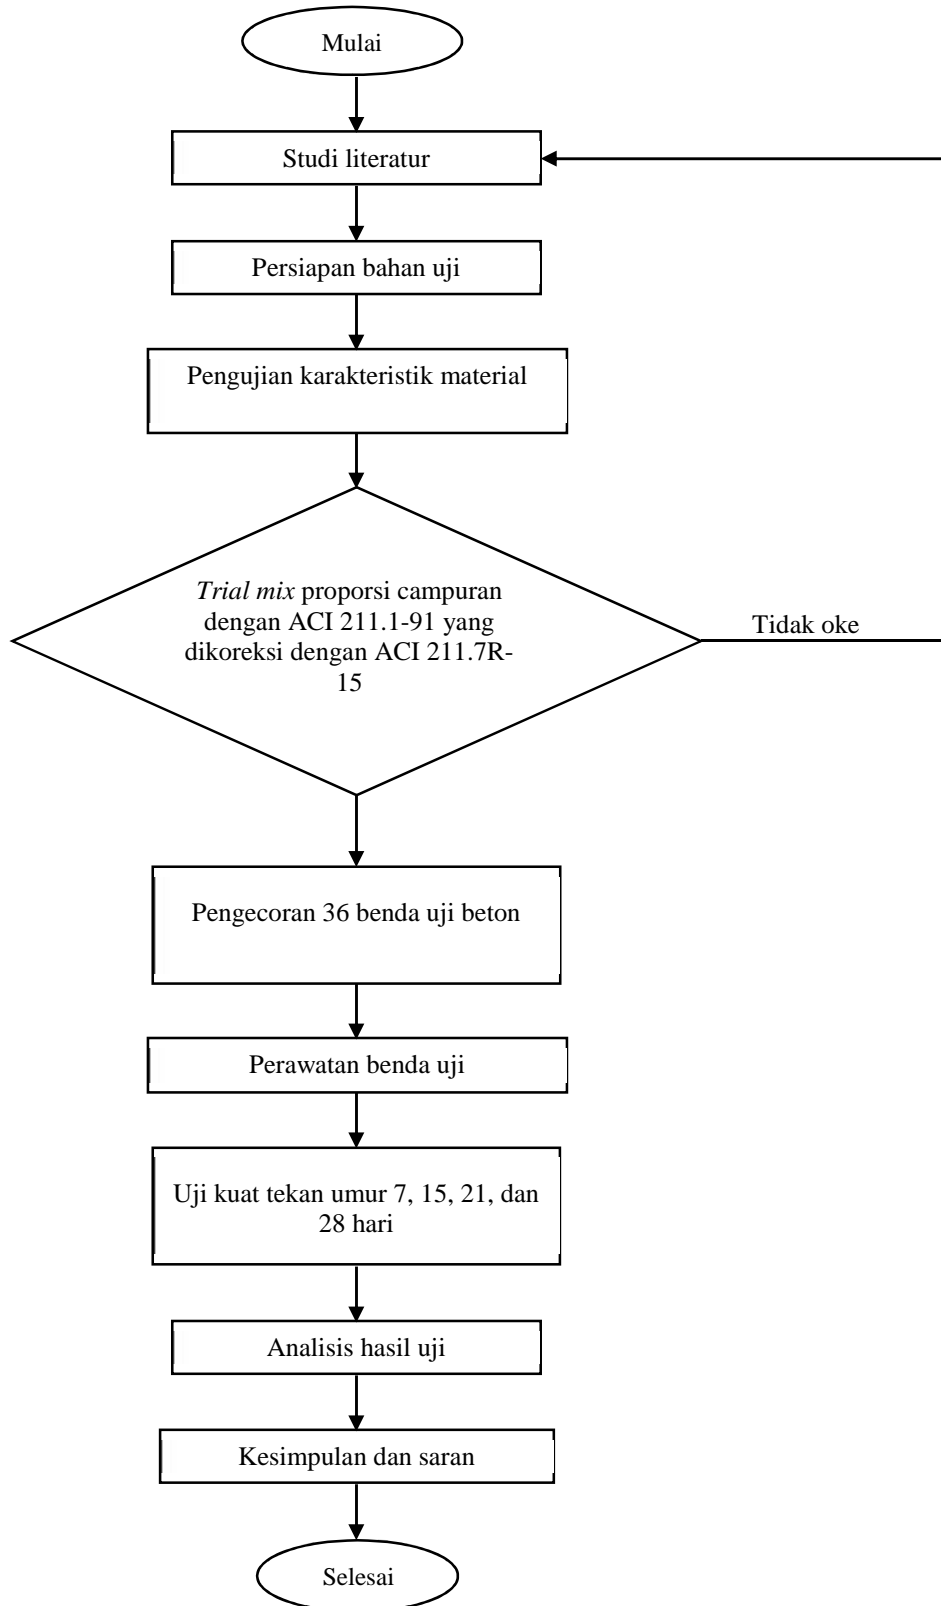 Mulai
Studi literatur
Persiapan bahan uji
Pengujian karakteristik material
Trial mix proporsi campuran
dengan ACI 211.1-91 yang
dikoreksi dengan ACI 211.7R-
15
Tidak oke
Pengecoran 36 benda uji beton
Perawatan benda uji
Uji kuat tekan umur 7, 15, 21, dan
28 hari
Analisis hasil uji
Kesimpulan dan saran
Selesai